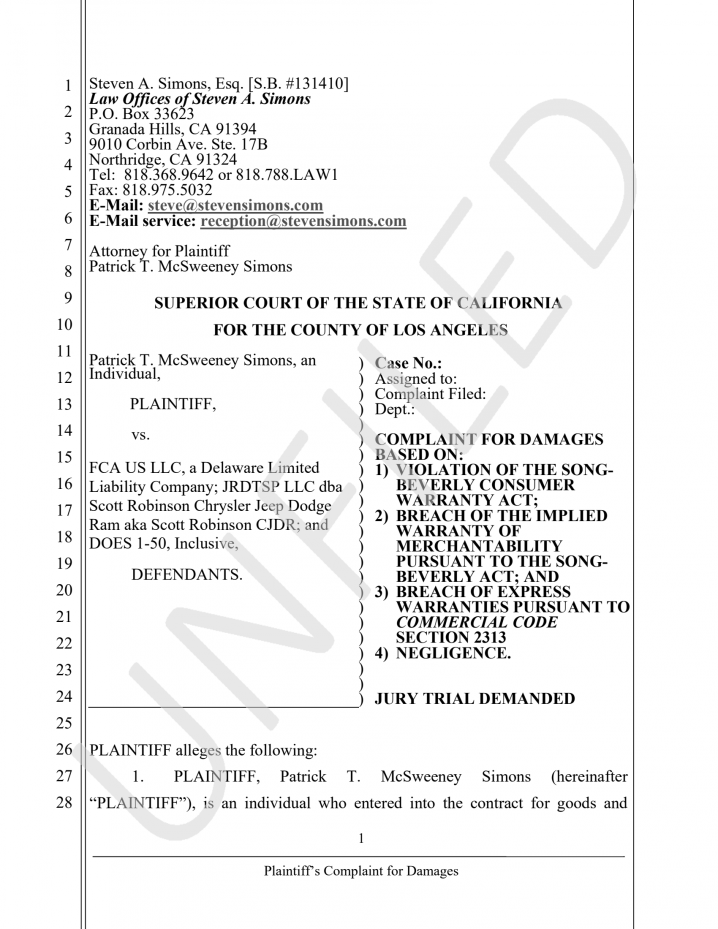 1 Steven A. Simons, Esq. [S.B. #131410]
Law Offices of Steven A. Simons
2 P.O. Box 33623
3 Granada Hills, CA 91394
9010 Corbin Ave. Ste. 17B
4 Northridge, CA 91324
Tel: 818.368.9642 or 818.788.LAW1
5 Fax: 818.975.5032
E-Mail: steve@stevensimons.com
6 E-Mail service: reception@stevensimons.com
7 Attorney for Plaintiff
8 Patrick T. McSweeney Simons
9 SUPERIOR COURT OF THE STATE OF CALIFORNIA
10 FOR THE COUNTY OF LOS ANGELES
11 Patrick T. McSweeney Simons, an
12 Individual,
13 PLAINTIFF,
14 vs.
15 FCA US LLC, a Delaware Limited
16 Liability Company; JRDTSP LLC dba
17 Scott Robinson Chrysler Jeep Dodge
18 Ram aka Scott Robinson CJDR; and
DOES 1-50, Inclusive,
19 DEFENDANTS.
20
21
22
23
24
) Case No.:
) Assigned to:
) Complaint Filed:
) Dept.:
)
) COMPLAINT FOR DAMAGES
) BASED ON:
) 1) VIOLATION OF THE SONG-
) BEVERLY CONSUMER
) WARRANTY ACT;
) 2) BREACH OF THE IMPLIED
) WARRANTY OF
) MERCHANTABILITY
) PURSUANT TO THE SONG-
) BEVERLY ACT; AND
) 3) BREACH OF EXPRESS
) WARRANTIES PURSUANT TO
) COMMERCIAL CODE
) SECTION 2313
) 4) NEGLIGENCE.
)
)
) JURY TRIAL DEMANDED
25
26 PLAINTIFF alleges the following:
27 1. PLAINTIFF, Patrick T. McSweeney Simons (hereinafter
28 “PLAINTIFF”), is an individual who entered into the contract for goods and
1
Plaintiff’s Complaint for Damages
UNFILED